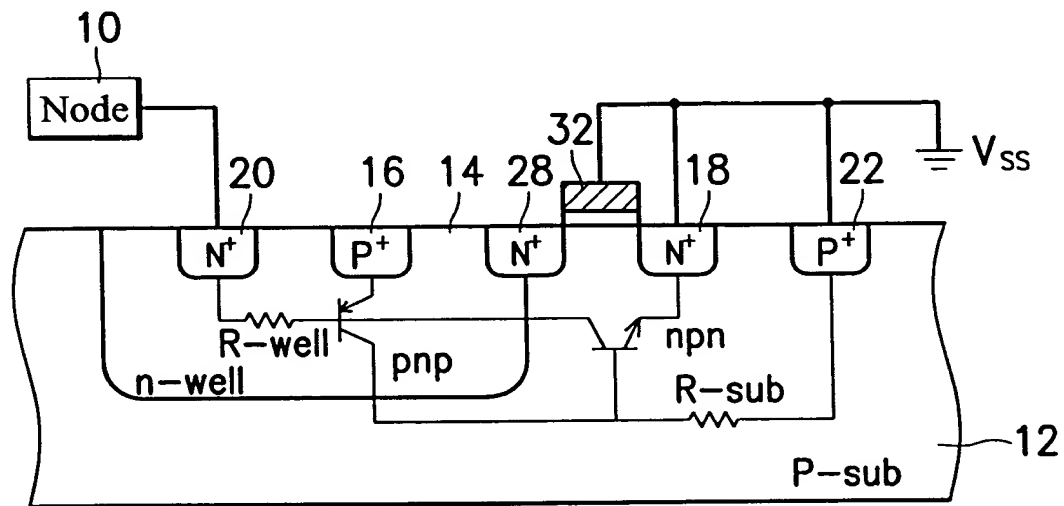 10
Node
32
V_SS
20
16
14
28
18
22
N+
P+
N+
N+
P+
R-well
pnp
npn
n-well
R-sub
12
P-sub